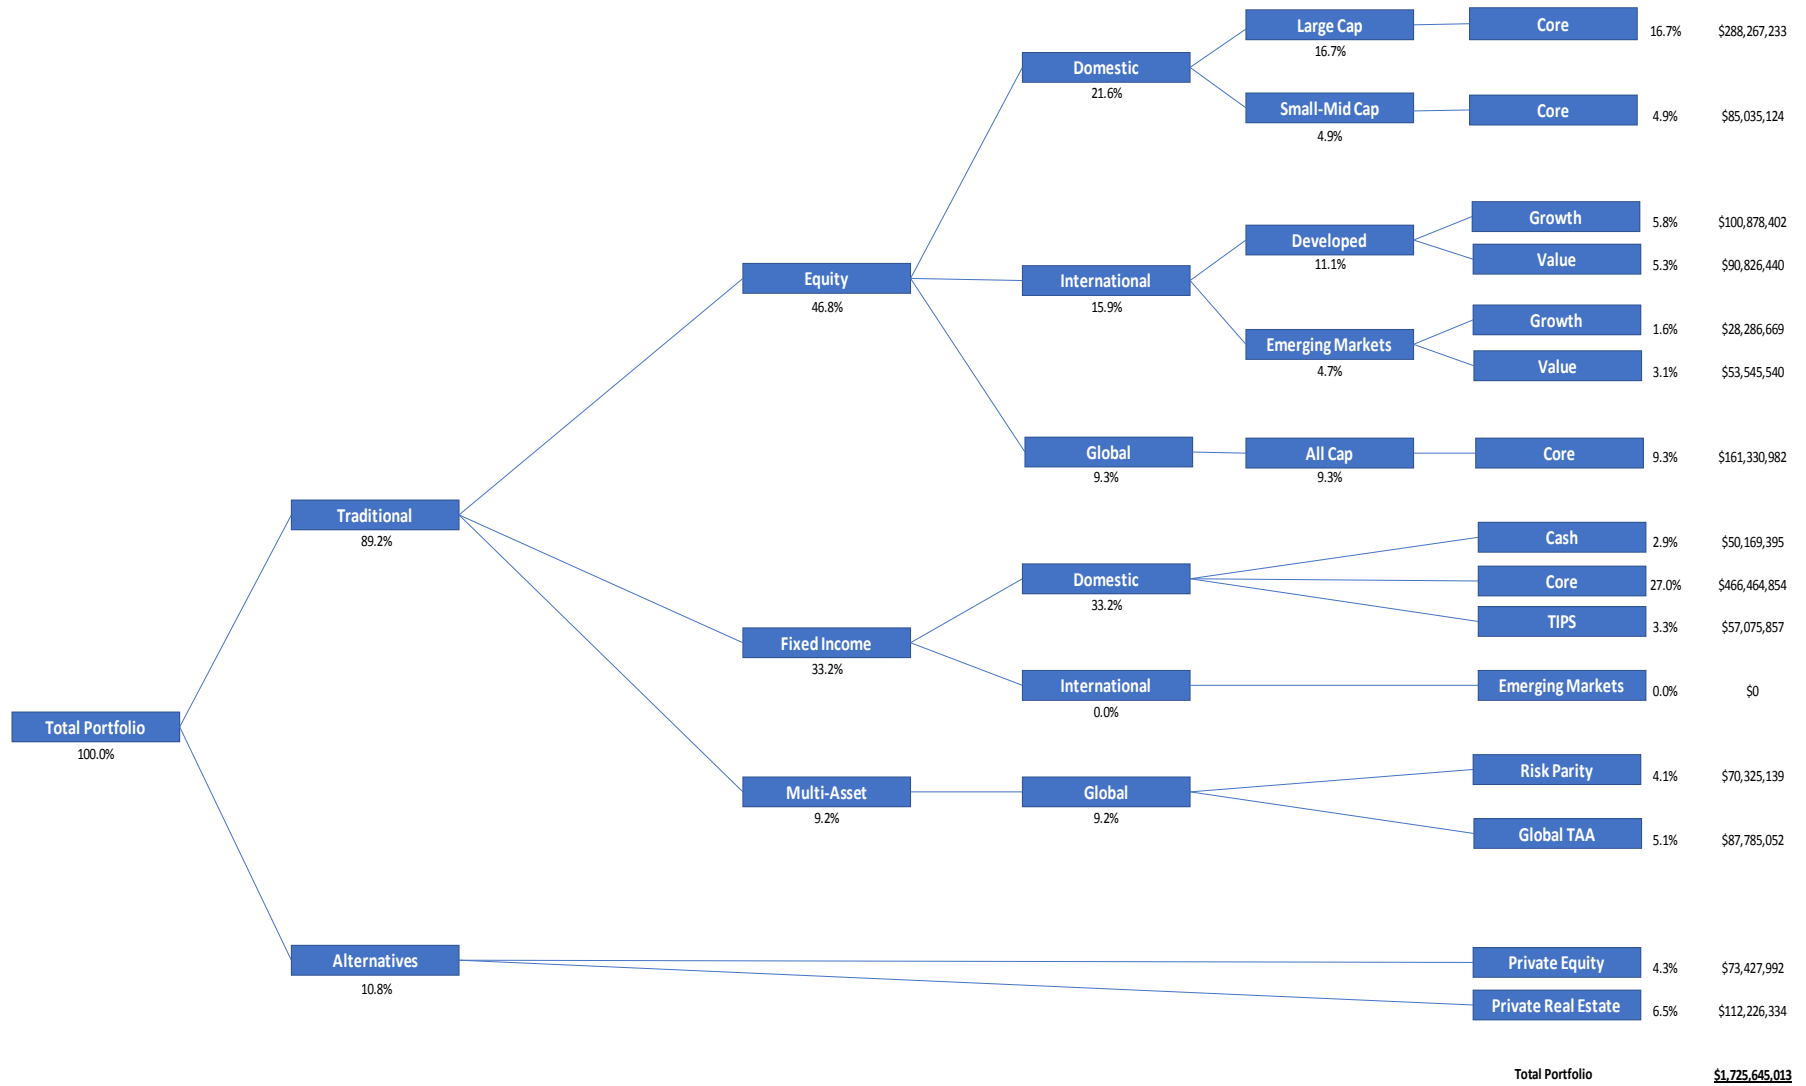 Large Cap
Core
16.7%
$288,267,233
16.7%
Domestic
21.6%
Small-Mid Cap
Core
4.9%
$85,035,124
4.9%
Growth
5.8%
$100,878,402
Developed
11.1%
Value
5.3%
$90,826,440
Equity
46.8%
International
15.9%
Growth
1.6%
$28,286,669
Emerging Markets
4.7%
Value
3.1%
$53,545,540
Global
9.3%
All Cap
9.3%
Core
9.3%
$161,330,982
Traditional
89.2%
Cash
2.9%
$50,169,395
Domestic
33.2%
Core
27.0%
$466,464,854
TIPS
3.3%
$57,075,857
Fixed Income
33.2%
International
0.0%
Emerging Markets
0.0%
$0
Total Portfolio
100.0%
Risk Parity
4.1%
$70,325,139
Multi-Asset
9.2%
Global
9.2%
Global TAA
5.1%
$87,785,052
Alternatives
10.8%
Private Equity
4.3%
$73,427,992
Private Real Estate
6.5%
$112,226,334
Total Portfolio
$1,725,645,013